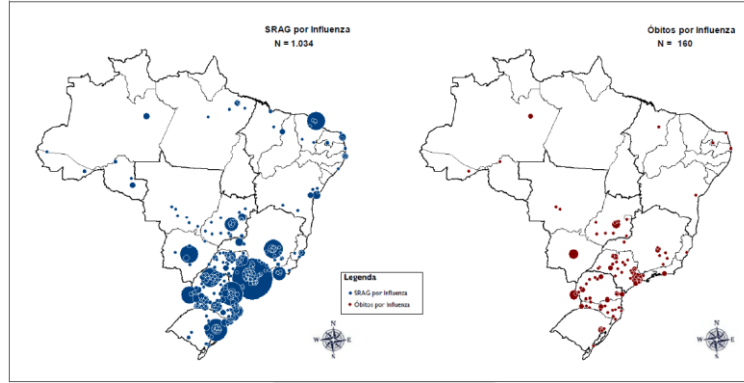 SRAG por Influenza
N = 1.034
Óbitos por Influenza
N = 160
Legenda
SRAG por Influenza
Óbitos por Influenza
N
W
E
S
N
W
E
S